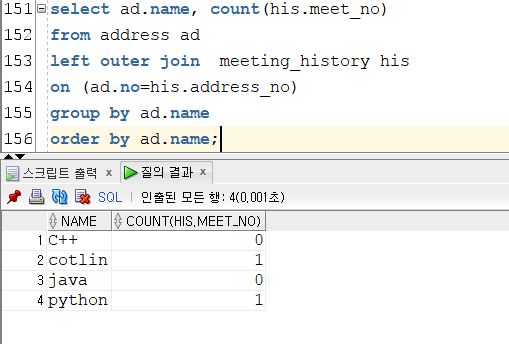 151 select ad.name, count(his.meet_no)
152 from address ad
153 left outer join  meeting_history his
154 on (ad.no=his.address_no)
155 group by ad.name
156 order by ad.name;
스크립트 출력 × 질의 결과 ×
SQL | 인출된 모든 행: 4(0,001초)
NAME COUNT(HIS,MEET_NO)
1 C++ 0
2 cotlin 1
3 java 0
4 python 1